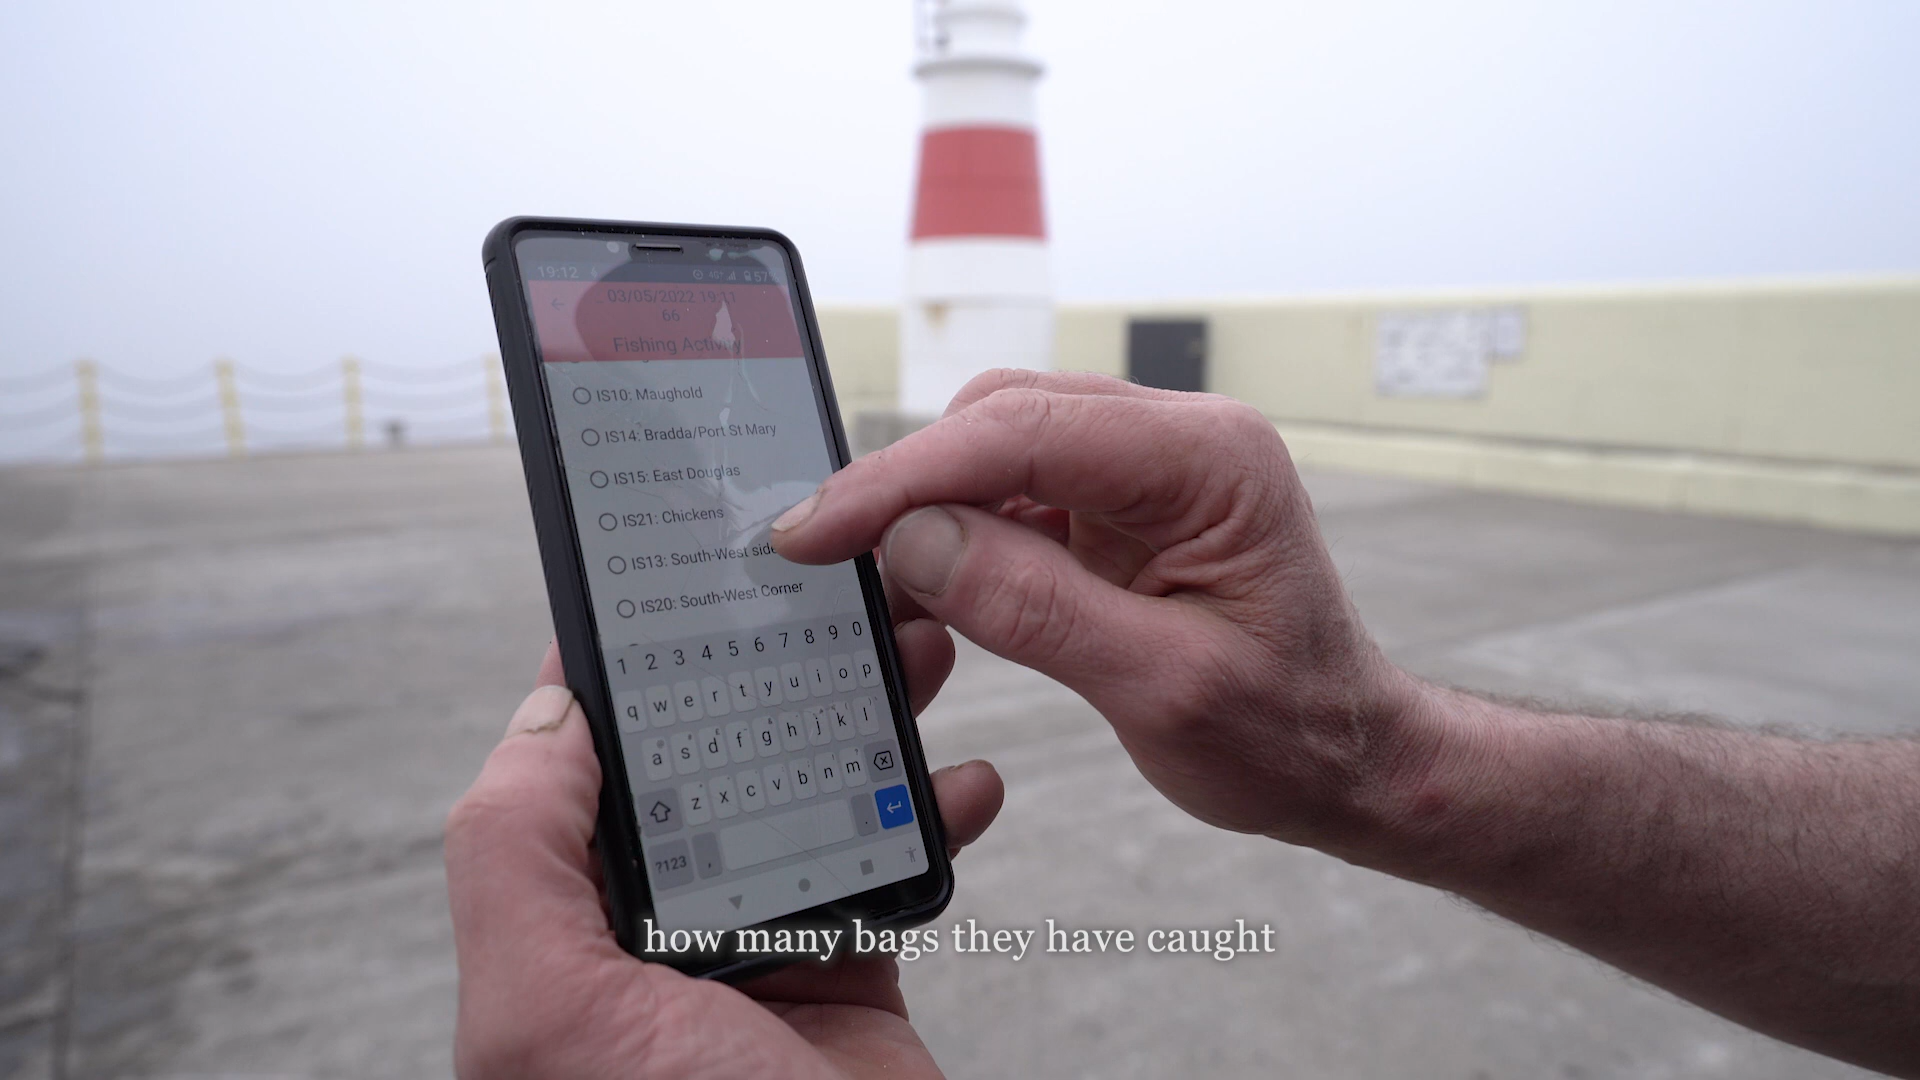 19:12
57
03/05/2022 19:11
66
Fishing Activity
IS10: Maughold
IS14: Bradda/Port St Mary
IS15: East Douglas
IS21: Chickens
IS13: South-West side
IS20: South-West Corner
1 2 3 4 5 6 7 8 9 0
q w e r t y u i o p
a s d f g h j k l
z x c v b n m
?123 , .
how many bags they have caught